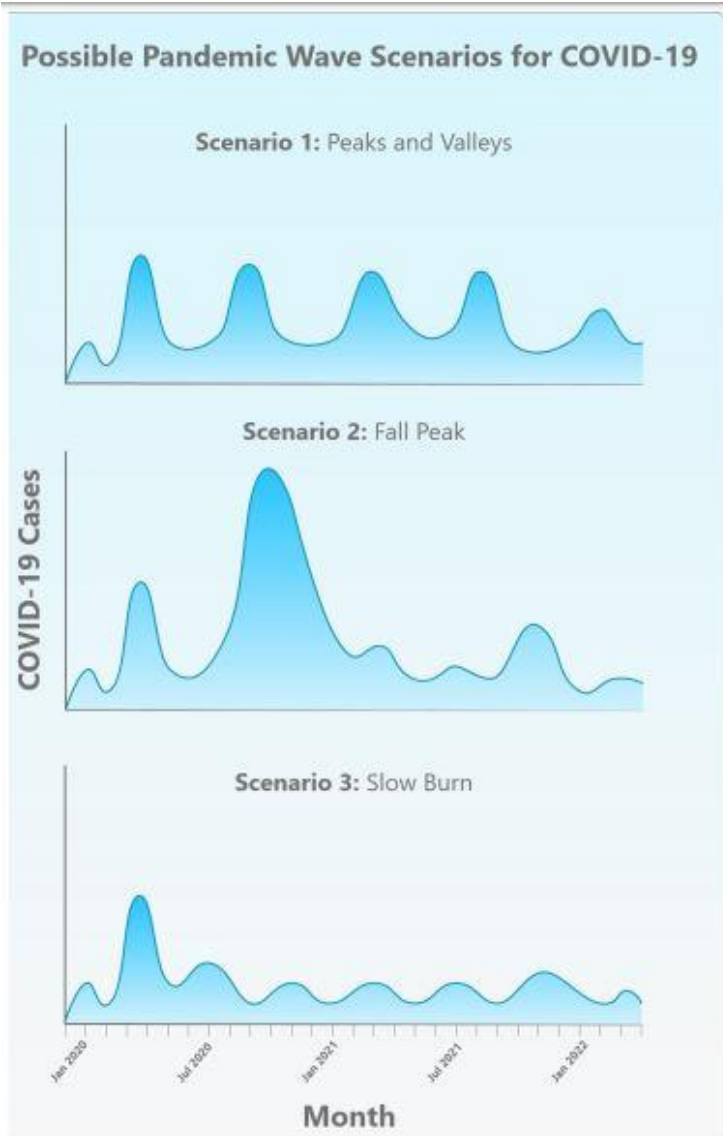 Possible Pandemic Wave Scenarios for COVID-19
Scenario 1: Peaks and Valleys
Scenario 2: Fall Peak
COVID-19 Cases
Scenario 3: Slow Burn
Jan 2020
Jul 2020
Jan 2021
Jul 2021
Jan 2022
Month